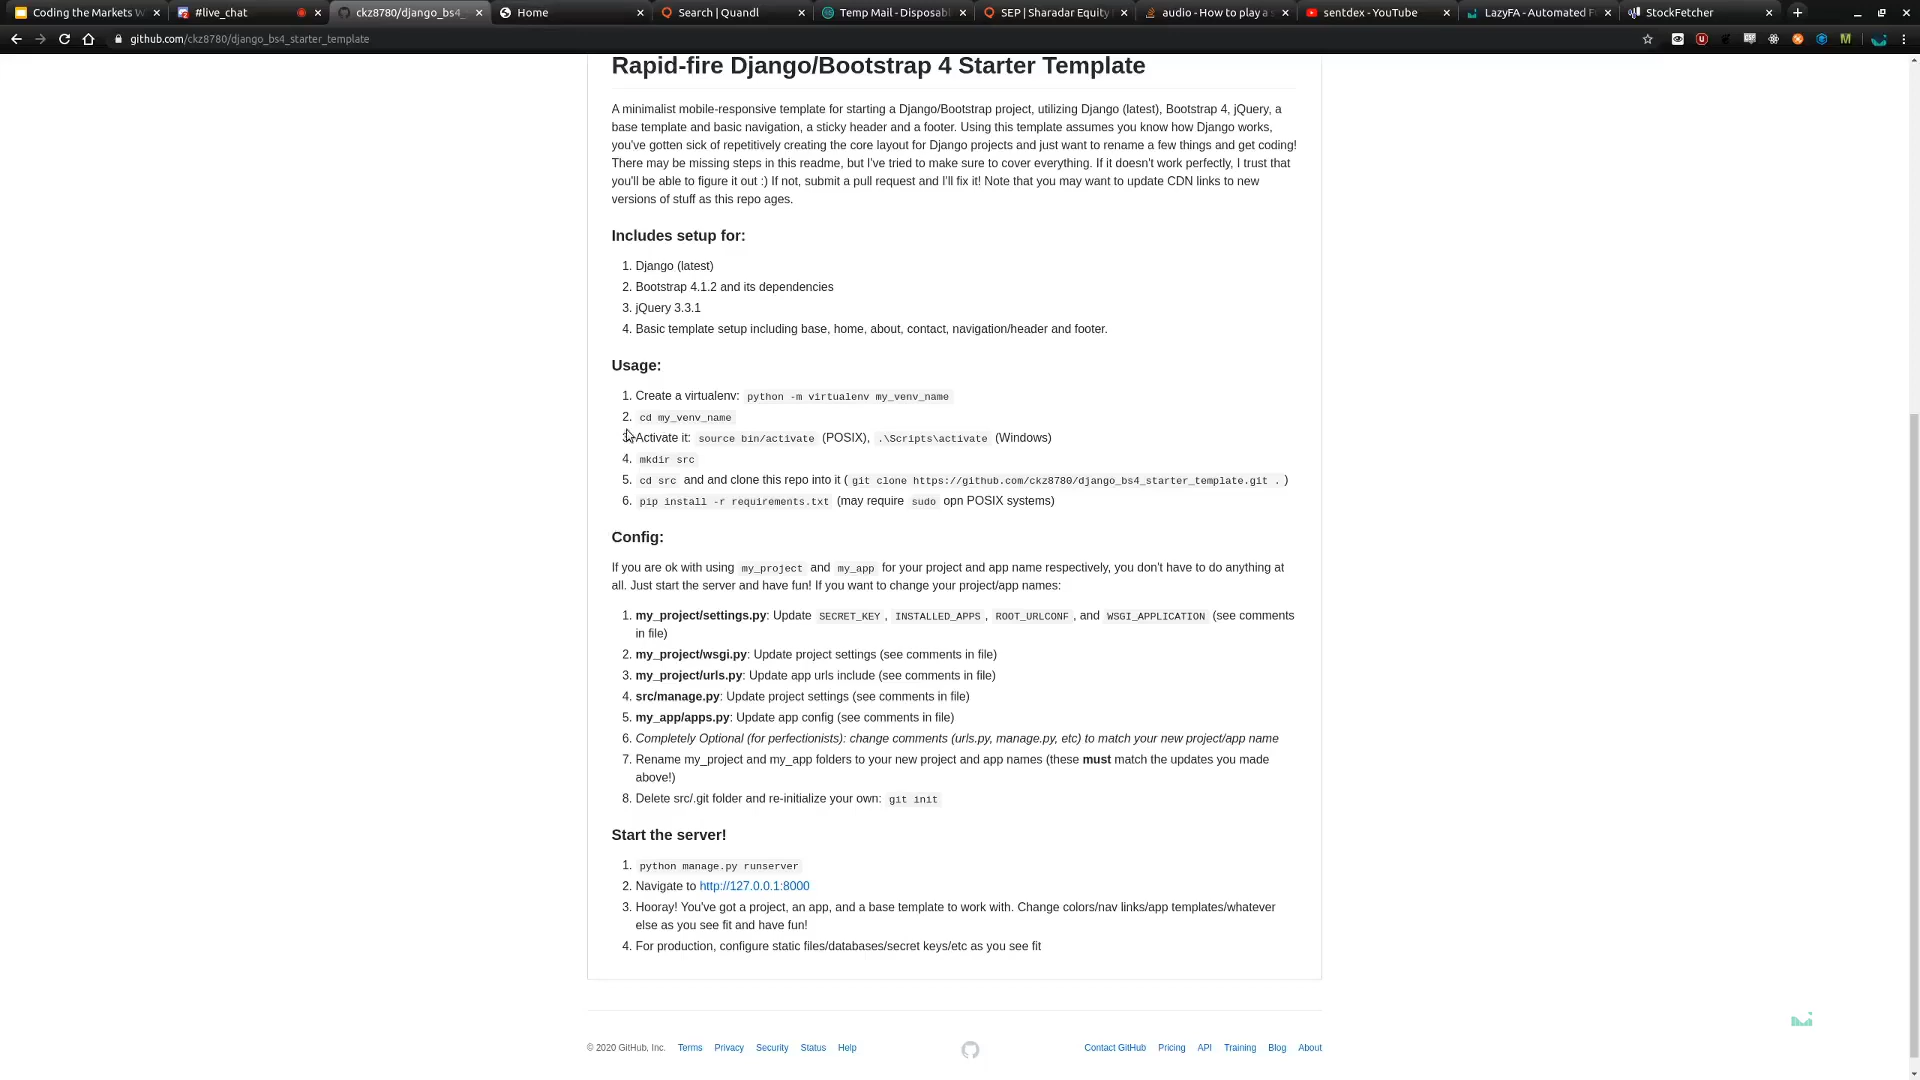 Coding the Markets W
#live_chat
ckz8780/django_bs4_
Home
Search | Quandl
Temp Mail - Disposab
SEP | Sharadar Equity
audio - How to play a s
sentdex - YouTube
LazyFA - Automated F
StockFetcher
github.com/ckz8780/django_bs4_starter_template
Rapid-fire Django/Bootstrap 4 Starter Template
A minimalist mobile-responsive template for starting a Django/Bootstrap project, utilizing Django (latest), Bootstrap 4, jQuery, a
base template and basic navigation, a sticky header and a footer. Using this template assumes you know how Django works,
you've gotten sick of repetitively creating the core layout for Django projects and just want to rename a few things and get coding!
There may be missing steps in this readme, but I've tried to make sure to cover everything. If it doesn't work perfectly, I trust that
you'll be able to figure it out :) If not, submit a pull request and I'll fix it! Note that you may want to update CDN links to new
versions of stuff as this repo ages.
Includes setup for:
1. Django (latest)
2. Bootstrap 4.1.2 and its dependencies
3. jQuery 3.3.1
4. Basic template setup including base, home, about, contact, navigation/header and footer.
Usage:
1. Create a virtualenv: python -m virtualenv my_venv_name
2. cd my_venv_name
3. Activate it: source bin/activate (POSIX), .\Scripts\activate (Windows)
4. mkdir src
5. cd src and and clone this repo into it ( git clone https://github.com/ckz8780/django_bs4_starter_template.git . )
6. pip install -r requirements.txt (may require sudo opn POSIX systems)
Config:
If you are ok with using my_project and my_app for your project and app name respectively, you don't have to do anything at
all. Just start the server and have fun! If you want to change your project/app names:
1. my_project/settings.py: Update SECRET_KEY , INSTALLED_APPS , ROOT_URLCONF , and WSGI_APPLICATION (see comments
in file)
2. my_project/wsgi.py: Update project settings (see comments in file)
3. my_project/urls.py: Update app urls include (see comments in file)
4. src/manage.py: Update project settings (see comments in file)
5. my_app/apps.py: Update app config (see comments in file)
6. Completely Optional (for perfectionists): change comments (urls.py, manage.py, etc) to match your new project/app name
7. Rename my_project and my_app folders to your new project and app names (these must match the updates you made
above!)
8. Delete src/.git folder and re-initialize your own: git init
Start the server!
1. python manage.py runserver
2. Navigate to http://127.0.0.1:8000
3. Hooray! You've got a project, an app, and a base template to work with. Change colors/nav links/app templates/whatever
else as you see fit and have fun!
4. For production, configure static files/databases/secret keys/etc as you see fit
© 2020 GitHub, Inc. Terms Privacy Security Status Help Contact GitHub Pricing API Training Blog About